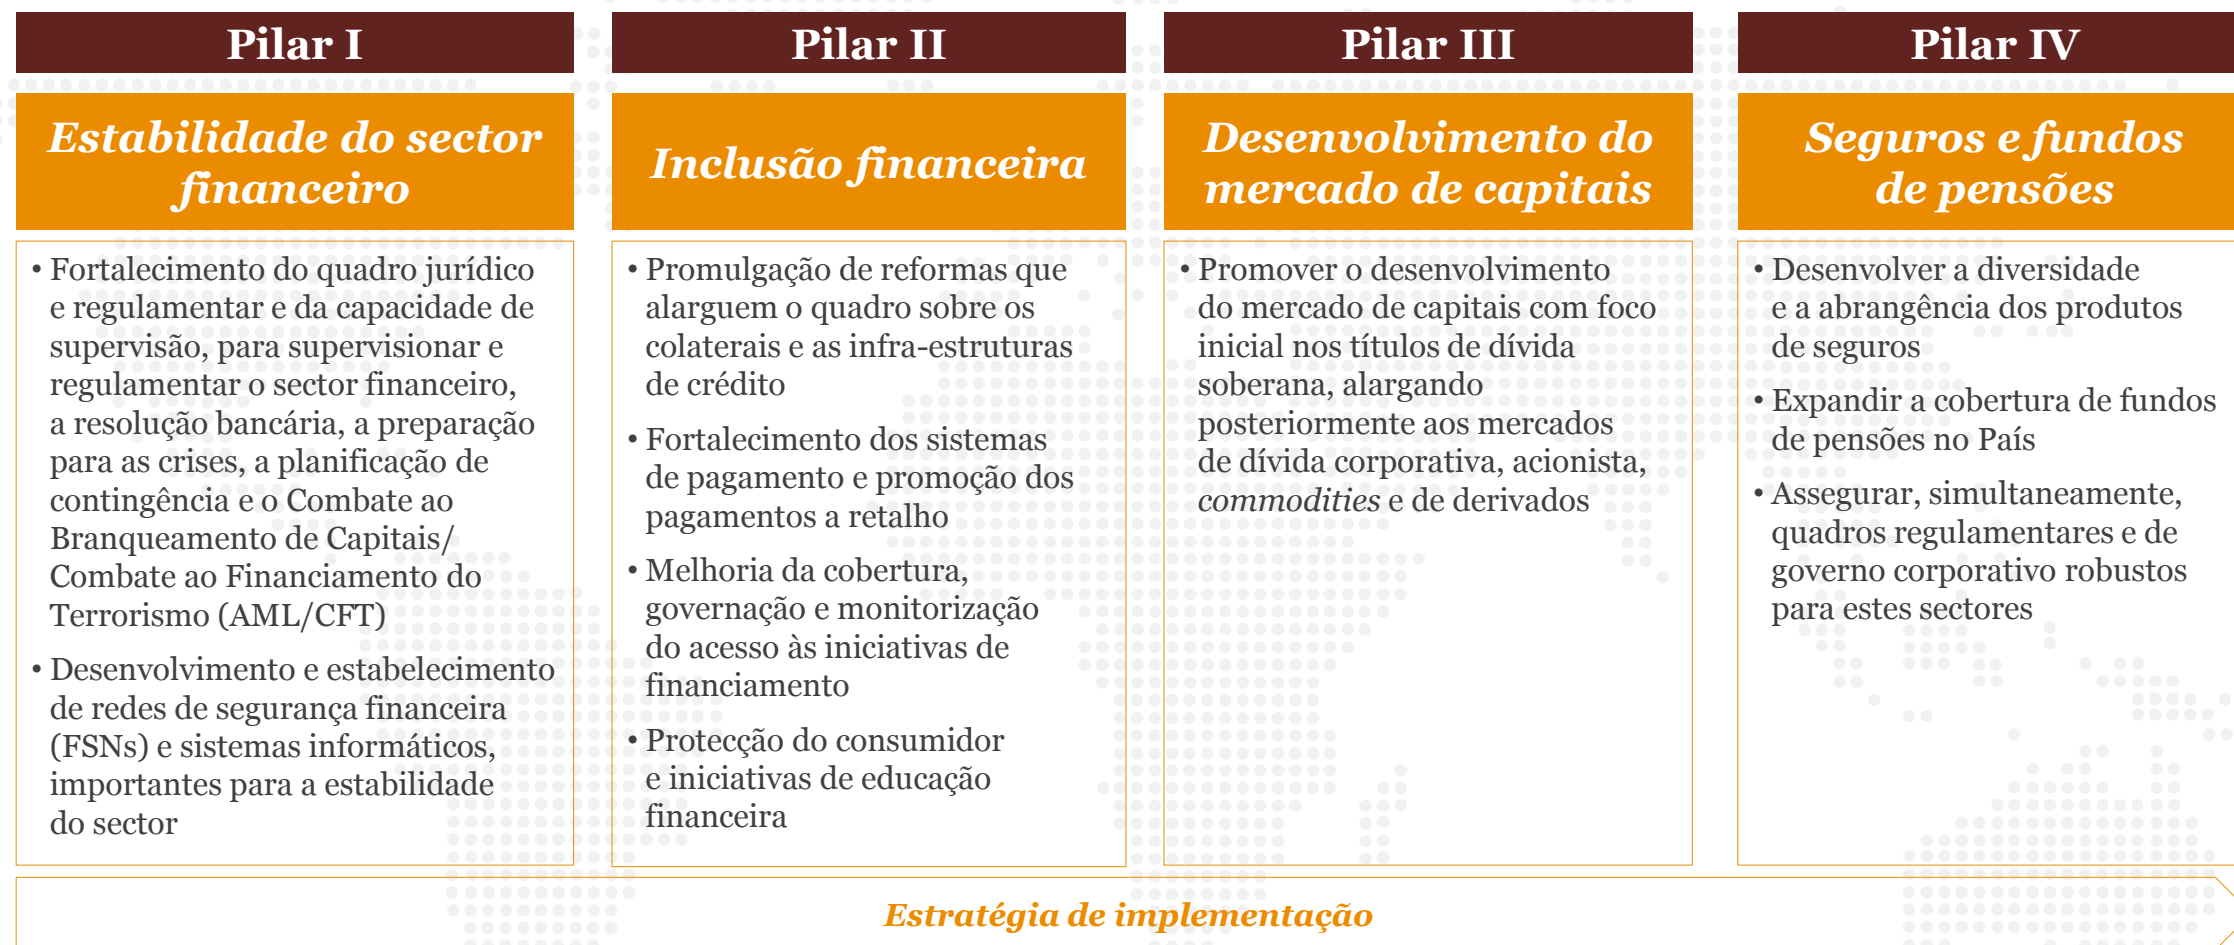 Pilar I
Estabilidade do sector
financeiro
• Fortalecimento do quadro jurídico
e regulamentar e da capacidade de
supervisão, para supervisionar e
regulamentar o sector financeiro,
a resolução bancária, a preparação
para as crises, a planificação de
contingência e o Combate ao
Branqueamento de Capitais/
Combate ao Financiamento do
Terrorismo (AML/CFT)
• Desenvolvimento e estabelecimento
de redes de segurança financeira
(FSNs) e sistemas informáticos,
importantes para a estabilidade
do sector
Pilar II
Inclusão financeira
• Promulgação de reformas que
alarguem o quadro sobre os
colaterais e as infra-estruturas
de crédito
• Fortalecimento dos sistemas
de pagamento e promoção dos
pagamentos a retalho
• Melhoria da cobertura,
governação e monitorização
do acesso às iniciativas de
financiamento
• Protecção do consumidor
e iniciativas de educação
financeira
Pilar III
Desenvolvimento do
mercado de capitais
• Promover o desenvolvimento
do mercado de capitais com foco
inicial nos títulos de dívida
soberana, alargando
posteriormente aos mercados
de dívida corporativa, acionista,
commodities e de derivados
Pilar IV
Seguros e fundos
de pensões
• Desenvolver a diversidade
e a abrangência dos produtos
de seguros
• Expandir a cobertura de fundos
de pensões no País
• Assegurar, simultaneamente,
quadros regulamentares e de
governo corporativo robustos
para estes sectores
Estratégia de implementação